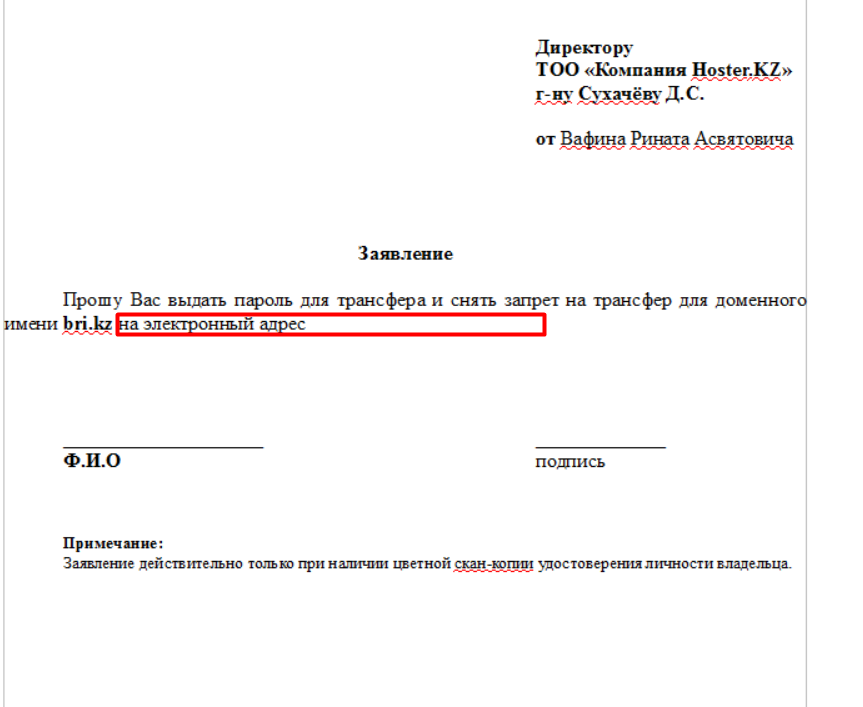 Директору
ТОО «Компания Hoster.KZ»
г-ну Сухачёву Д.С.
от Вафина Рината Асвятовича
Заявление
Прошу Вас выдать пароль для трансфера и снять запрет на трансфер для доменного
имени bri.kz на электронный адрес
Ф.И.О подпись
Примечание:
Заявление действительно только при наличии цветной скан-копии удостоверения личности владельца.